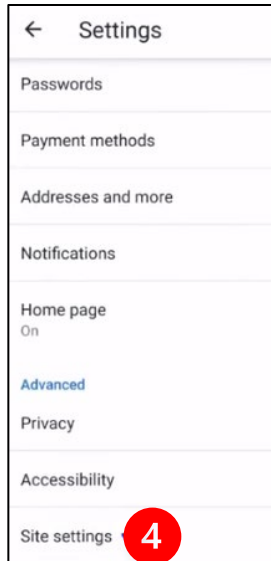 Settings
Passwords
Payment methods
Addresses and more
Notifications
Home page
On
Advanced
Privacy
Accessibility
Site settings 4